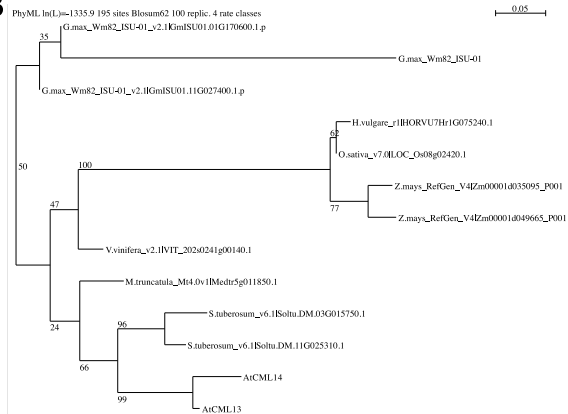 PhyML ln(L)=-1335.9 195 sites Blosum62 100 replic. 4 rate classes
0.05
G.max_Wm82_ISU-01_v2.1|GmISU01.01G170600.1.p
35
G.max_Wm82_ISU-01
G.max_Wm82_ISU-01_v2.1|GmISU01.11G027400.1.p
H.vulgare_r1|HORVU7Hr1G075240.1
62
O.sativa_v7.0|LOC_Os08g02420.1
50
100
Z.mays_RefGen_V4|Zm00001d035095_P001
77
47
Z.mays_RefGen_V4|Zm00001d049665_P001
V.vinifera_v2.1|VIT_202s0241g00140.1
M.truncatula_Mt4.0v1|Medtr5g011850.1
S.tuberosum_v6.1|Soltu.DM.03G015750.1
24
96
S.tuberosum_v6.1|Soltu.DM.11G025310.1
66
AtCML14
99
AtCML13